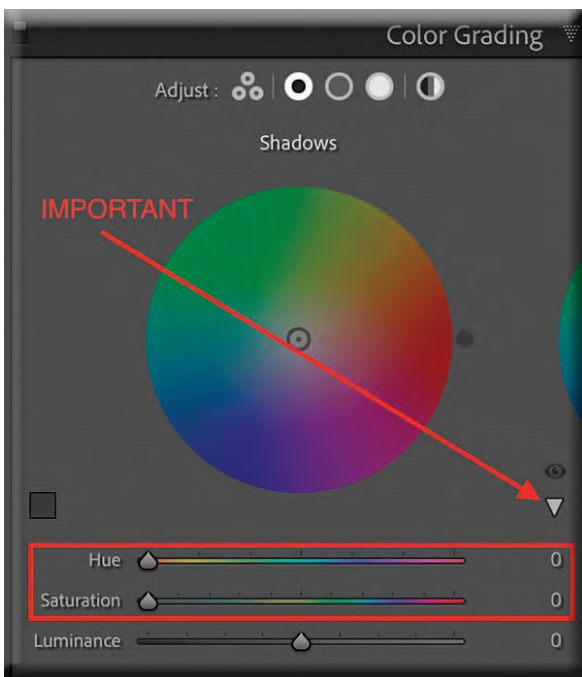 Color Grading
Adjust :
Shadows
IMPORTANT
Hue 0
Saturation 0
Luminance 0